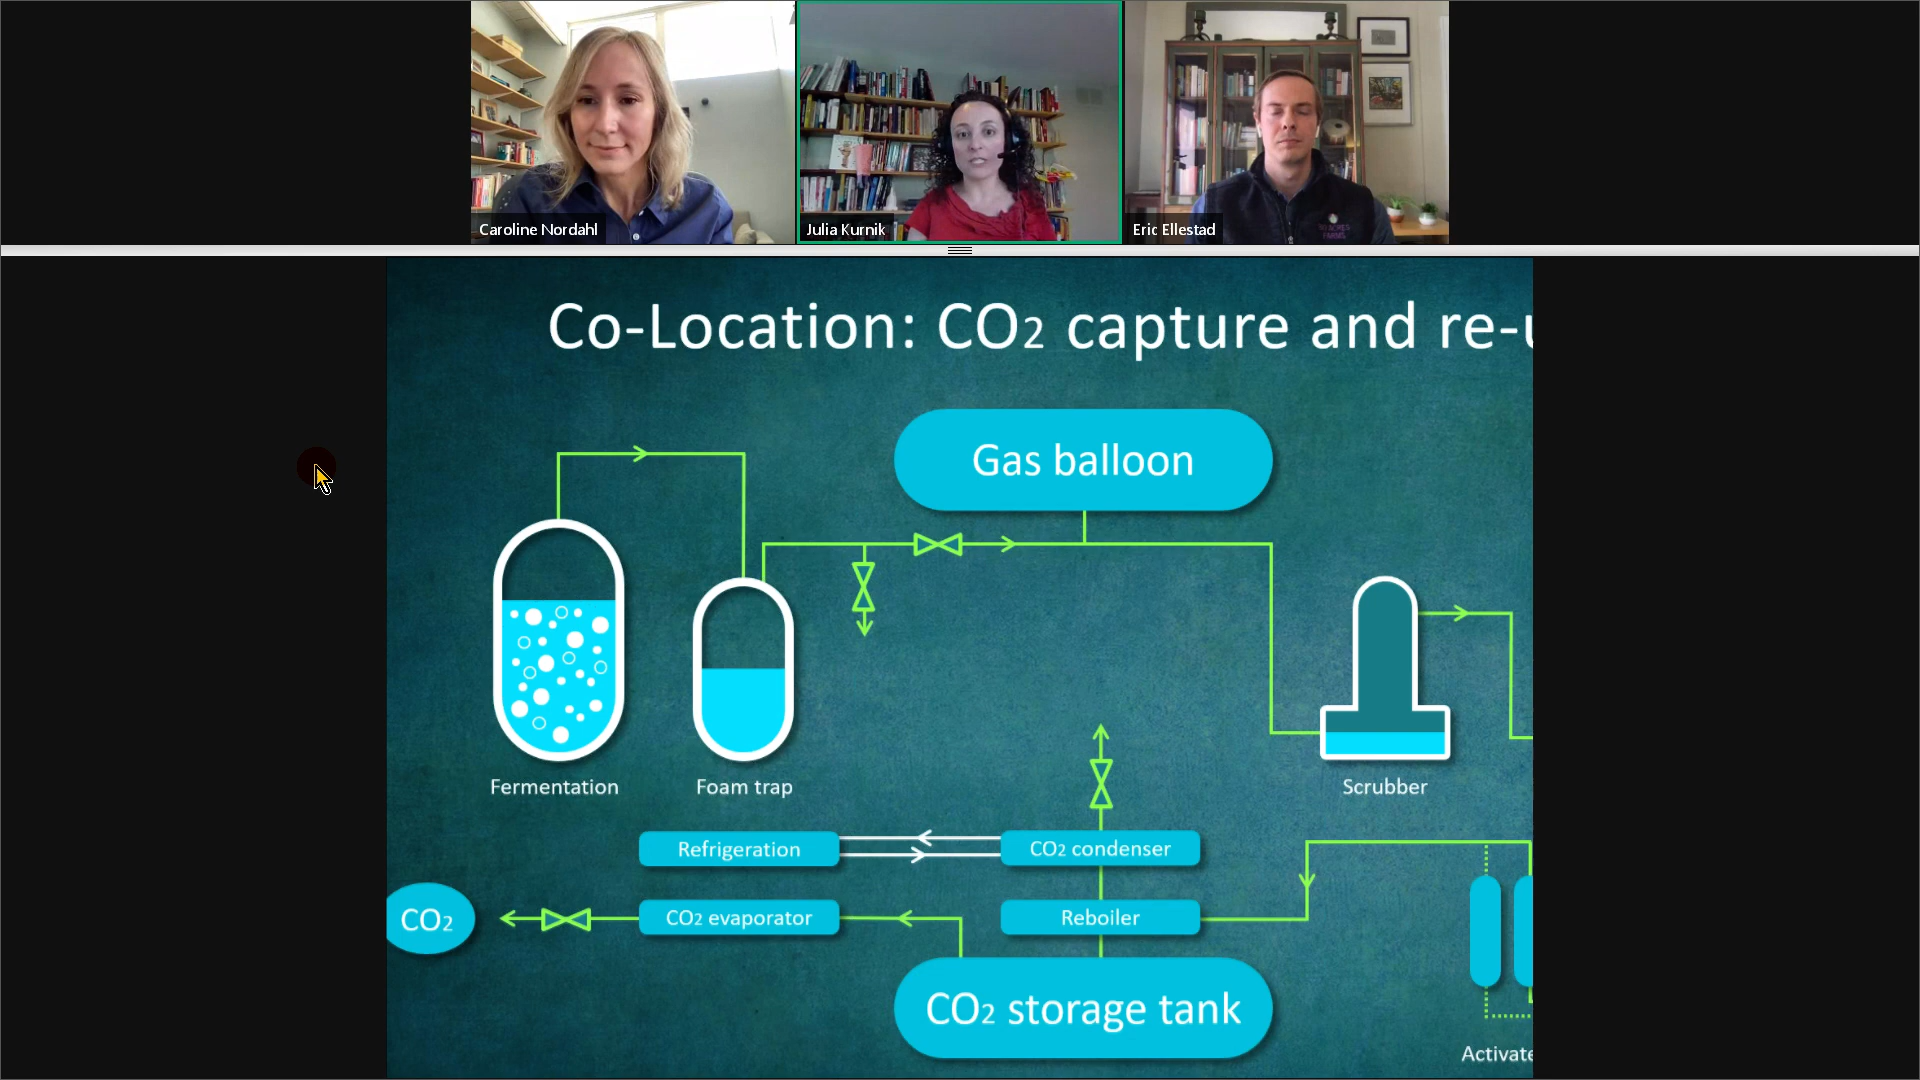 Caroline Nordahl
Julia Kurnik
Eric Ellestad
Co-Location: CO2 capture and re-
Gas balloon
Fermentation
Foam trap
Scrubber
Refrigeration
CO2 condenser
CO2
CO2 evaporator
Reboiler
CO2 storage tank
Activate